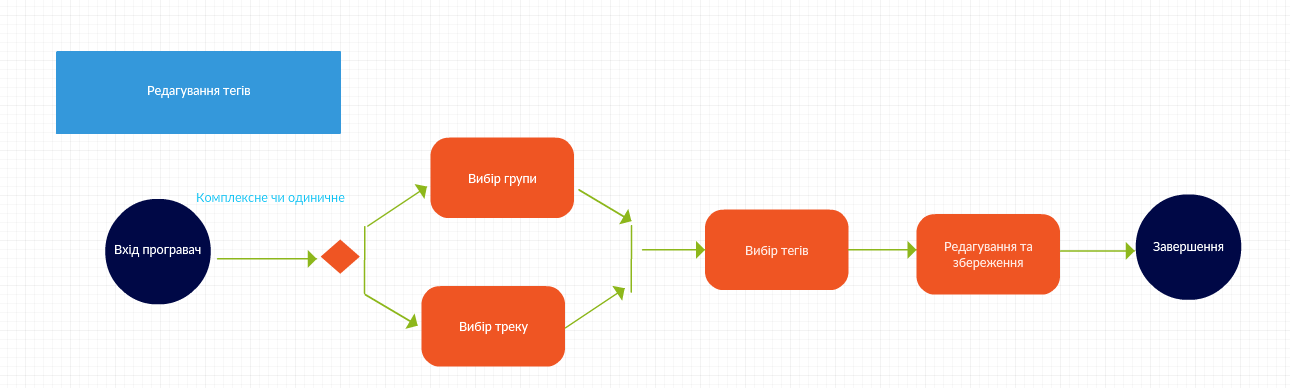 Редагування тегів
Комплексне чи одиничне
Вхід програвач
Вибір групи
Вибір треку
Вибір тегів
Редагування та
збереження
Завершення